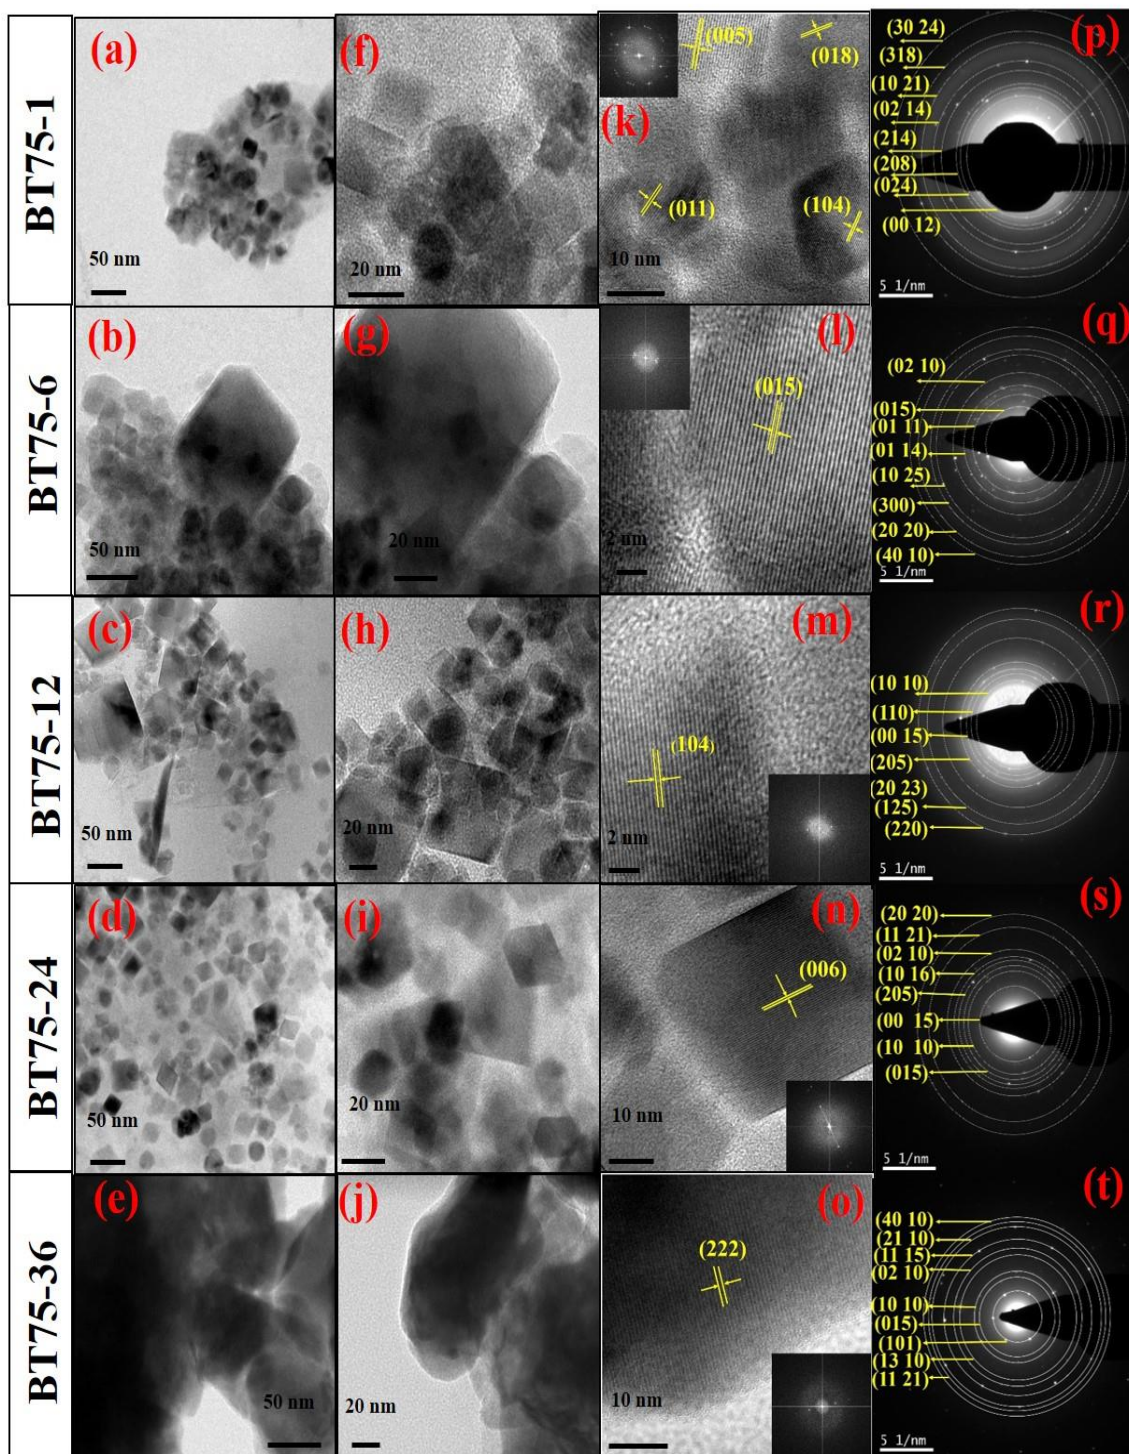 BT75-1
(a)
50 nm
(f)
20 nm
(005)
(018)
(k)
(011)
(104)
10 nm
(p)
(30 24)
(318)
(10 21)
(02 14)
(214)
(208)
(024)
(00 12)
5 1/nm
BT75-6
(b)
50 nm
(g)
20 nm
(l)
(015)
2 nm
(q)
(02 10)
(015)
(01 11)
(01 14)
(10 25)
(300)
(20 20)
(40 10)
5 1/nm
BT75-12
(c)
50 nm
(h)
20 nm
(m)
(104)
2 nm
(r)
(10 10)
(110)
(00 15)
(205)
(20 23)
(125)
(220)
5 1/nm
BT75-24
(d)
50 nm
(i)
20 nm
(n)
(006)
10 nm
(s)
(20 20)
(11 21)
(02 10)
(10 16)
(205)
(00 15)
(10 10)
(015)
5 1/nm
BT75-36
(e)
50 nm
(j)
20 nm
(o)
(222)
10 nm
(t)
(40 10)
(21 10)
(11 15)
(02 10)
(10 10)
(015)
(101)
(13 10)
(11 21)
5 1/nm